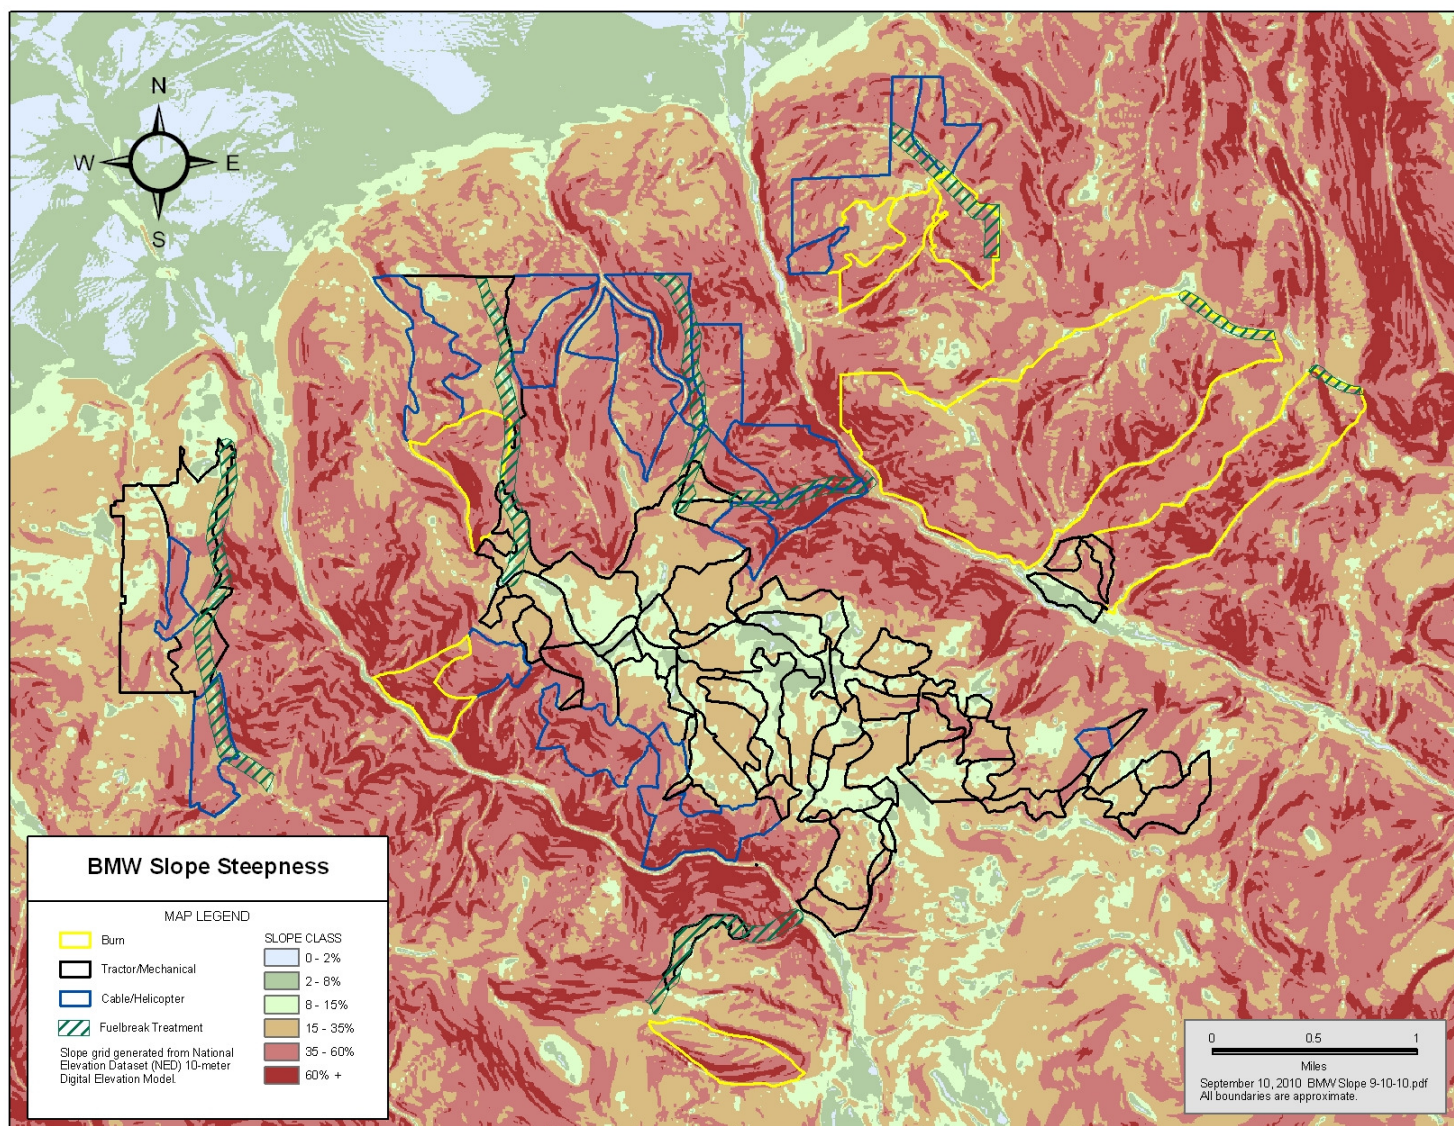 N
W E
S
BMW Slope Steepness
MAP LEGEND
Burn
Tractor/Mechanical
Cable/Helicopter
Fuelbreak Treatment
Slope grid generated from National
Elevation Dataset (NED) 10-meter
Digital Elevation Model.
SLOPE CLASS
0 - 2%
2 - 8%
8 - 15%
15 - 35%
35 - 60%
60% +
0 0.5 1
Miles
September 10, 2010 BMW Slope 9-10-10.pdf
All boundaries are approximate.